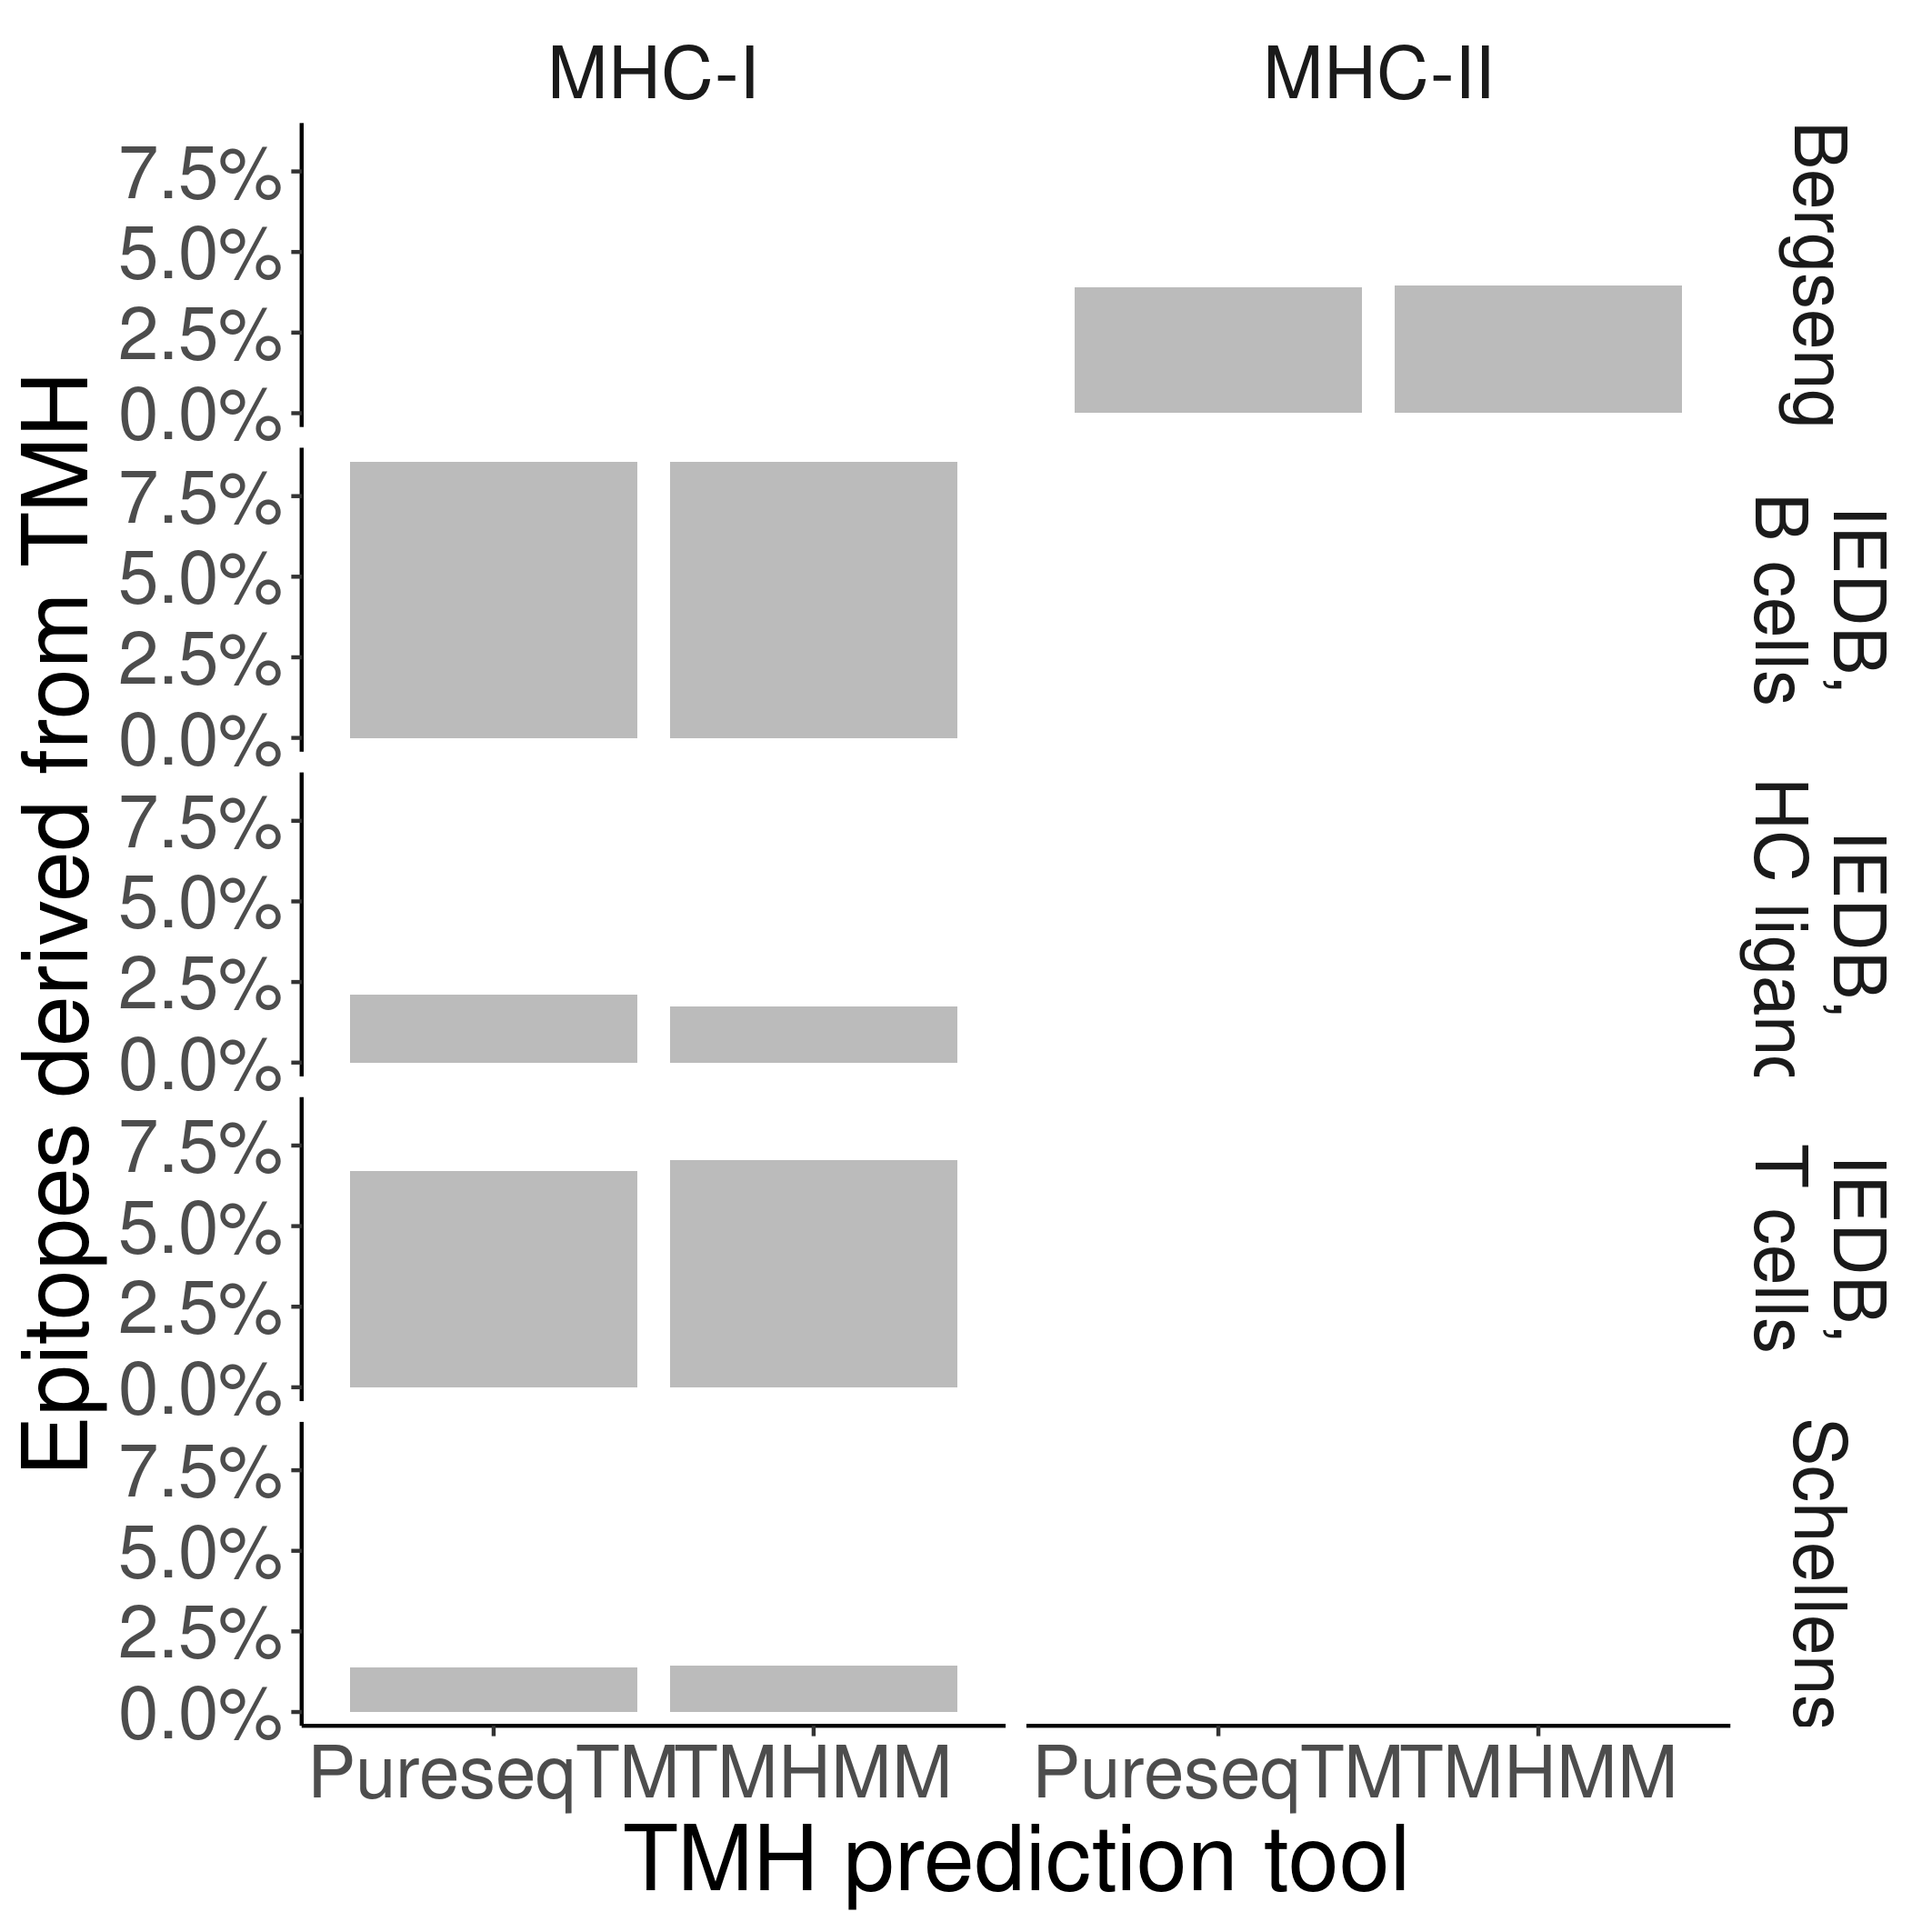 MHC-I
MHC-II
Epitopes derived from TMH
7.5%
5.0%
2.5%
0.0%
Bergseng
7.5%
5.0%
2.5%
0.0%
IEDB,
B cells
7.5%
5.0%
2.5%
0.0%
IEDB,
HC ligan
7.5%
5.0%
2.5%
0.0%
IEDB,
T cells
7.5%
5.0%
2.5%
0.0%
Schellens
PureseqTM
TMHMM
PureseqTM
TMHMM
TMH prediction tool